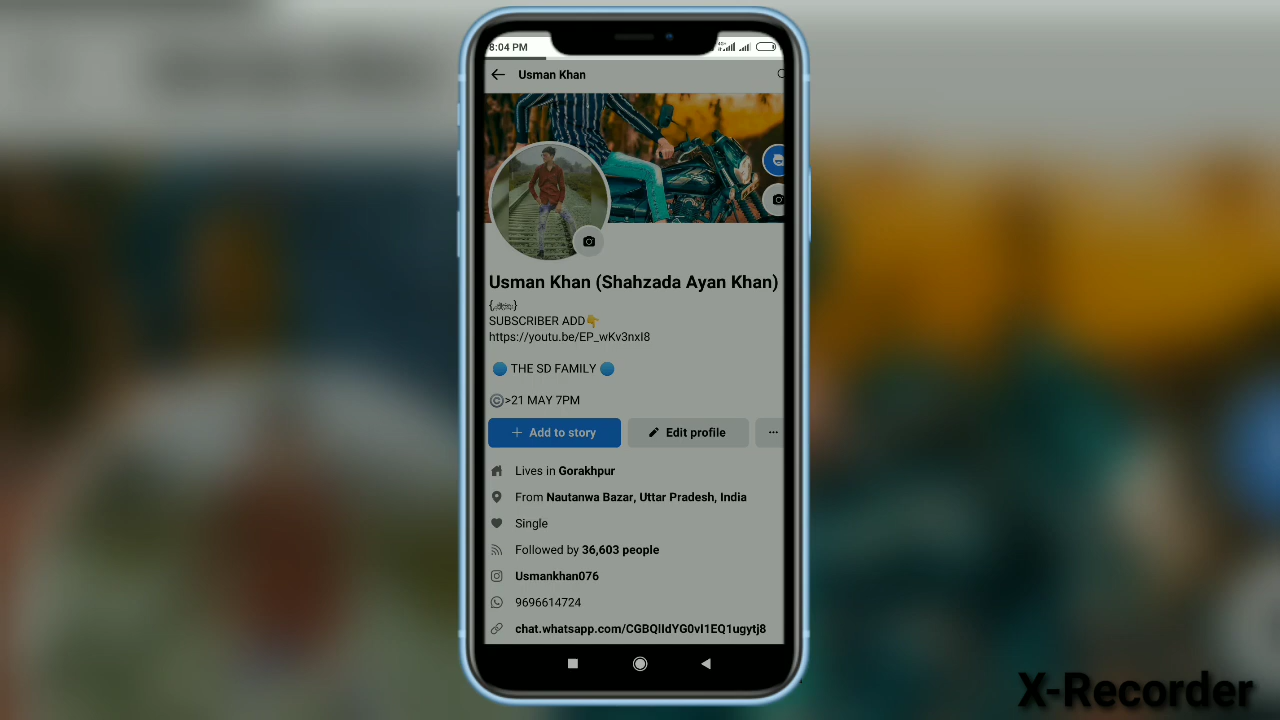 8:04 PM
4G+
Usman Khan
Usman Khan (Shahzada Ayan Khan)
SUBSCRIBER ADD👇
https://youtu.be/EP_wKv3nxI8
🔵 THE SD FAMILY 🔵
©>21 MAY 7PM
+ Add to story
Edit profile
...
Lives in Gorakhpur
From Nautanwa Bazar, Uttar Pradesh, India
Single
Followed by 36,603 people
Usmankhan076
9696614724
chat.whatsapp.com/CGBQlIdYG0vI1EQ1ugytj8
X-Recorder